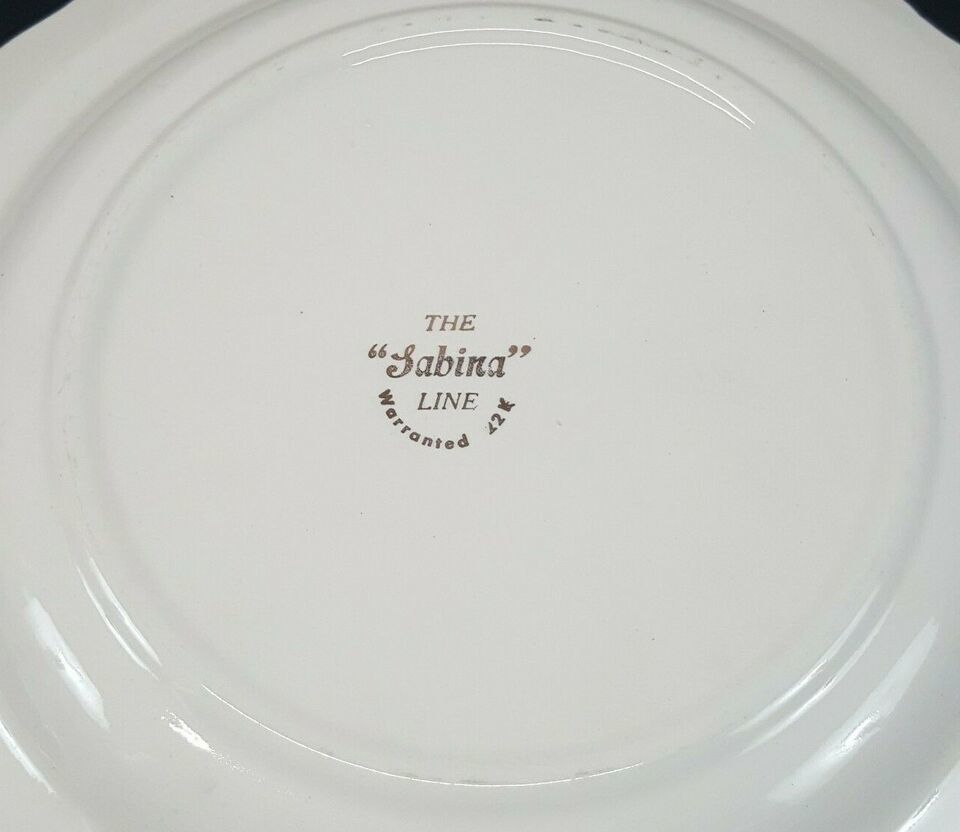 THE
"Sabina"
LINE
Warranted 22K